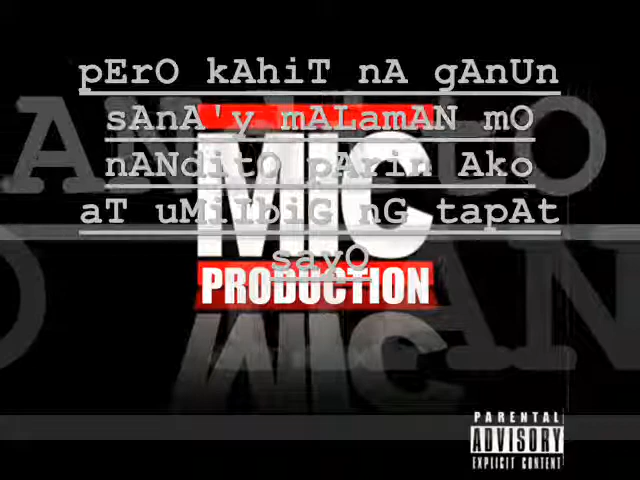 pErO kAhiT nA gAnUn
sAnA'y mALamAN mO
nANditO pArin Ako
aT uMiIbiG nG tapAt
sayO
MIC
PRODUCTION
PARENTAL
ADVISORY
EXPLICIT CONTENT